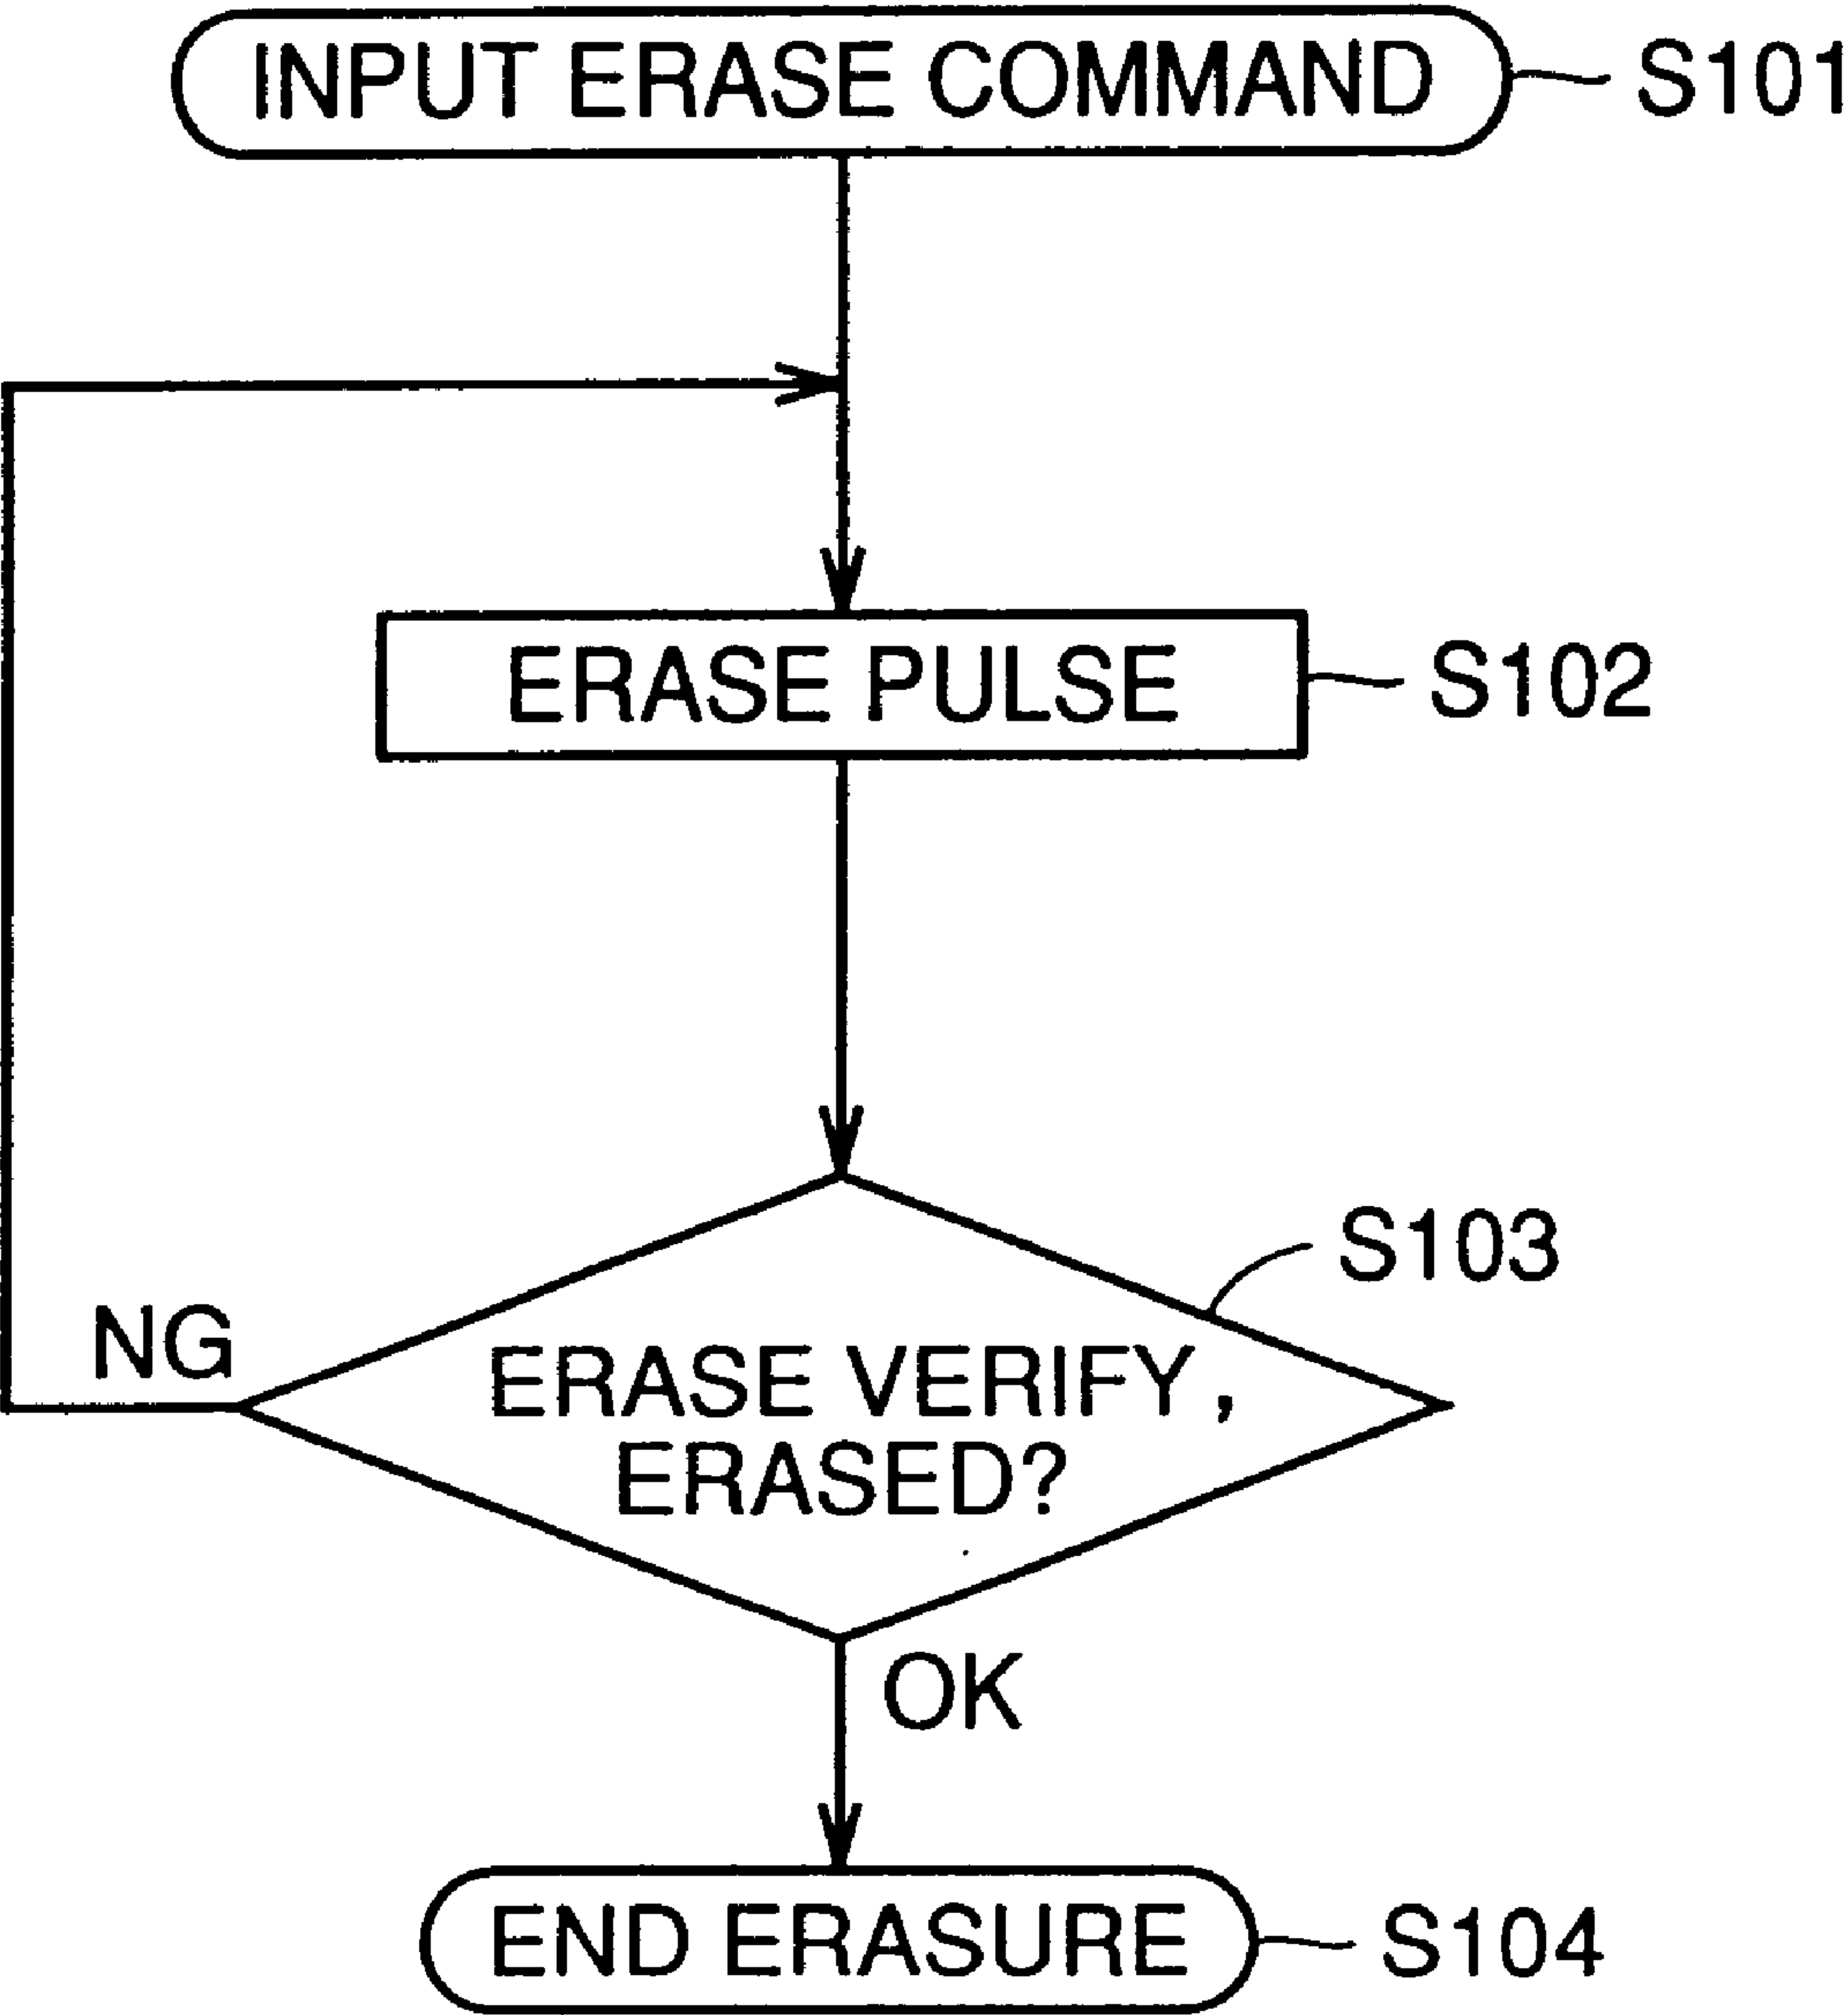 INPUT ERASE COMMAND S101
ERASE PULSE S102
S103
NG
ERASE VERIFY,
ERASED?
OK
END ERASURE S104